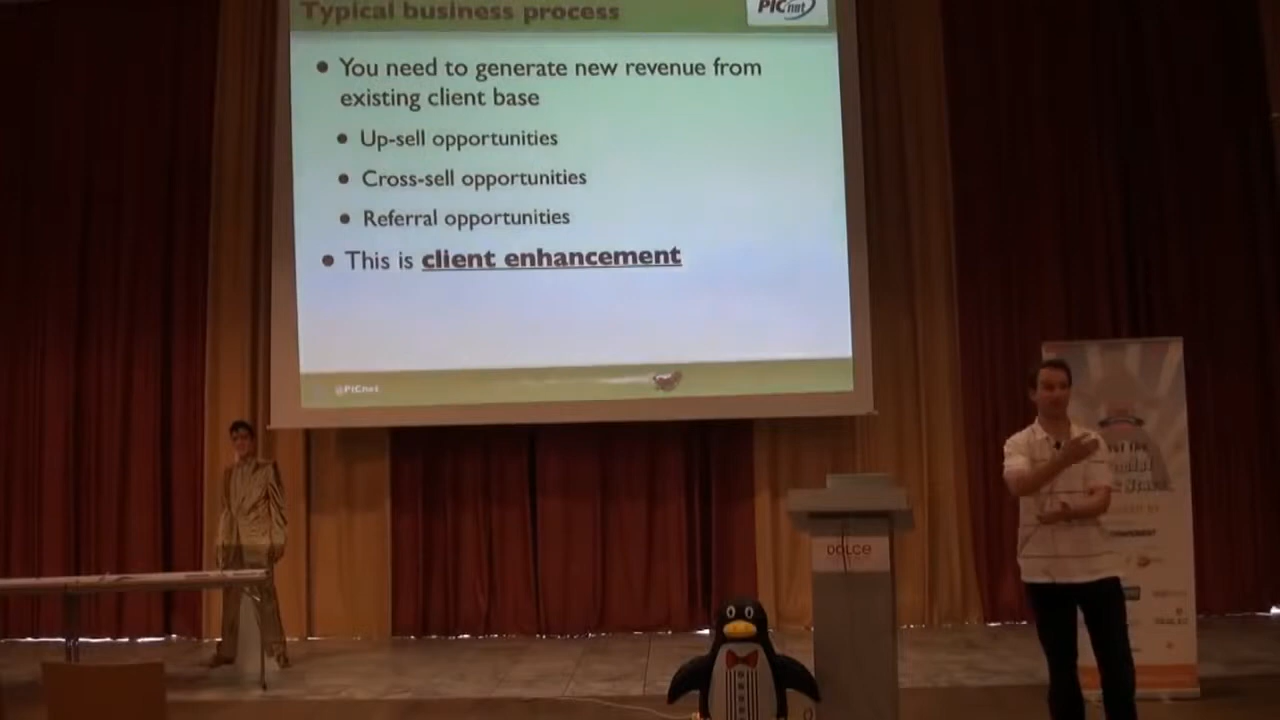 Typical business process
PICnet
You need to generate new revenue from
existing client base
Up-sell opportunities
Cross-sell opportunities
Referral opportunities
This is client enhancement
@PICnet
DOLCE